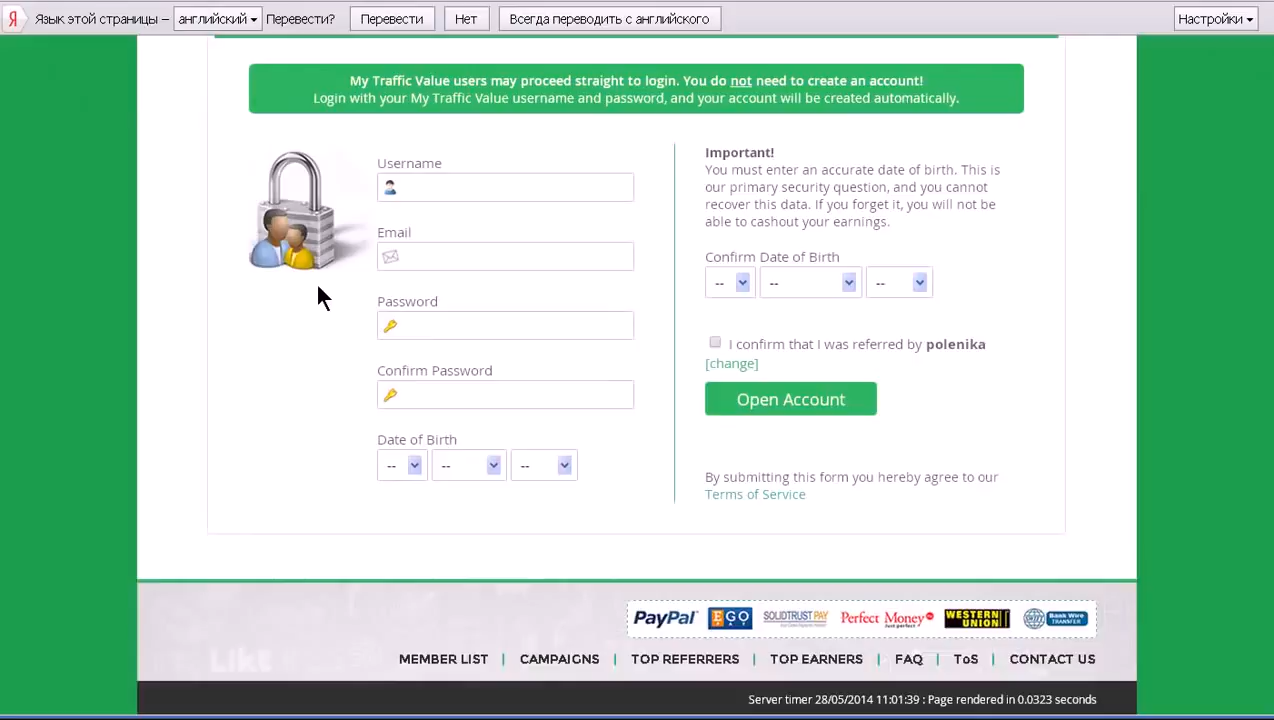 Я Язык этой страницы — английский Перевести? Перевести Нет Всегда переводить с английского Настройки
My Traffic Value users may proceed straight to login. You do not need to create an account!
Login with your My Traffic Value username and password, and your account will be created automatically.
Username
Email
Password
Confirm Password
Date of Birth
-- -- --
Important!
You must enter an accurate date of birth. This is
our primary security question, and you cannot
recover this data. If you forget it, you will not be
able to cashout your earnings.
Confirm Date of Birth
-- -- --
I confirm that I was referred by polenika
[change]
Open Account
By submitting this form you hereby agree to our
Terms of Service
PayPal EGO PAY SOLIDTRUST PAY Perfect Money WESTERN UNION Bank Wire TRANSFER
MEMBER LIST | CAMPAIGNS | TOP REFERRERS | TOP EARNERS | FAQ | ToS | CONTACT US
Server timer 28/05/2014 11:01:39 : Page rendered in 0.0323 seconds